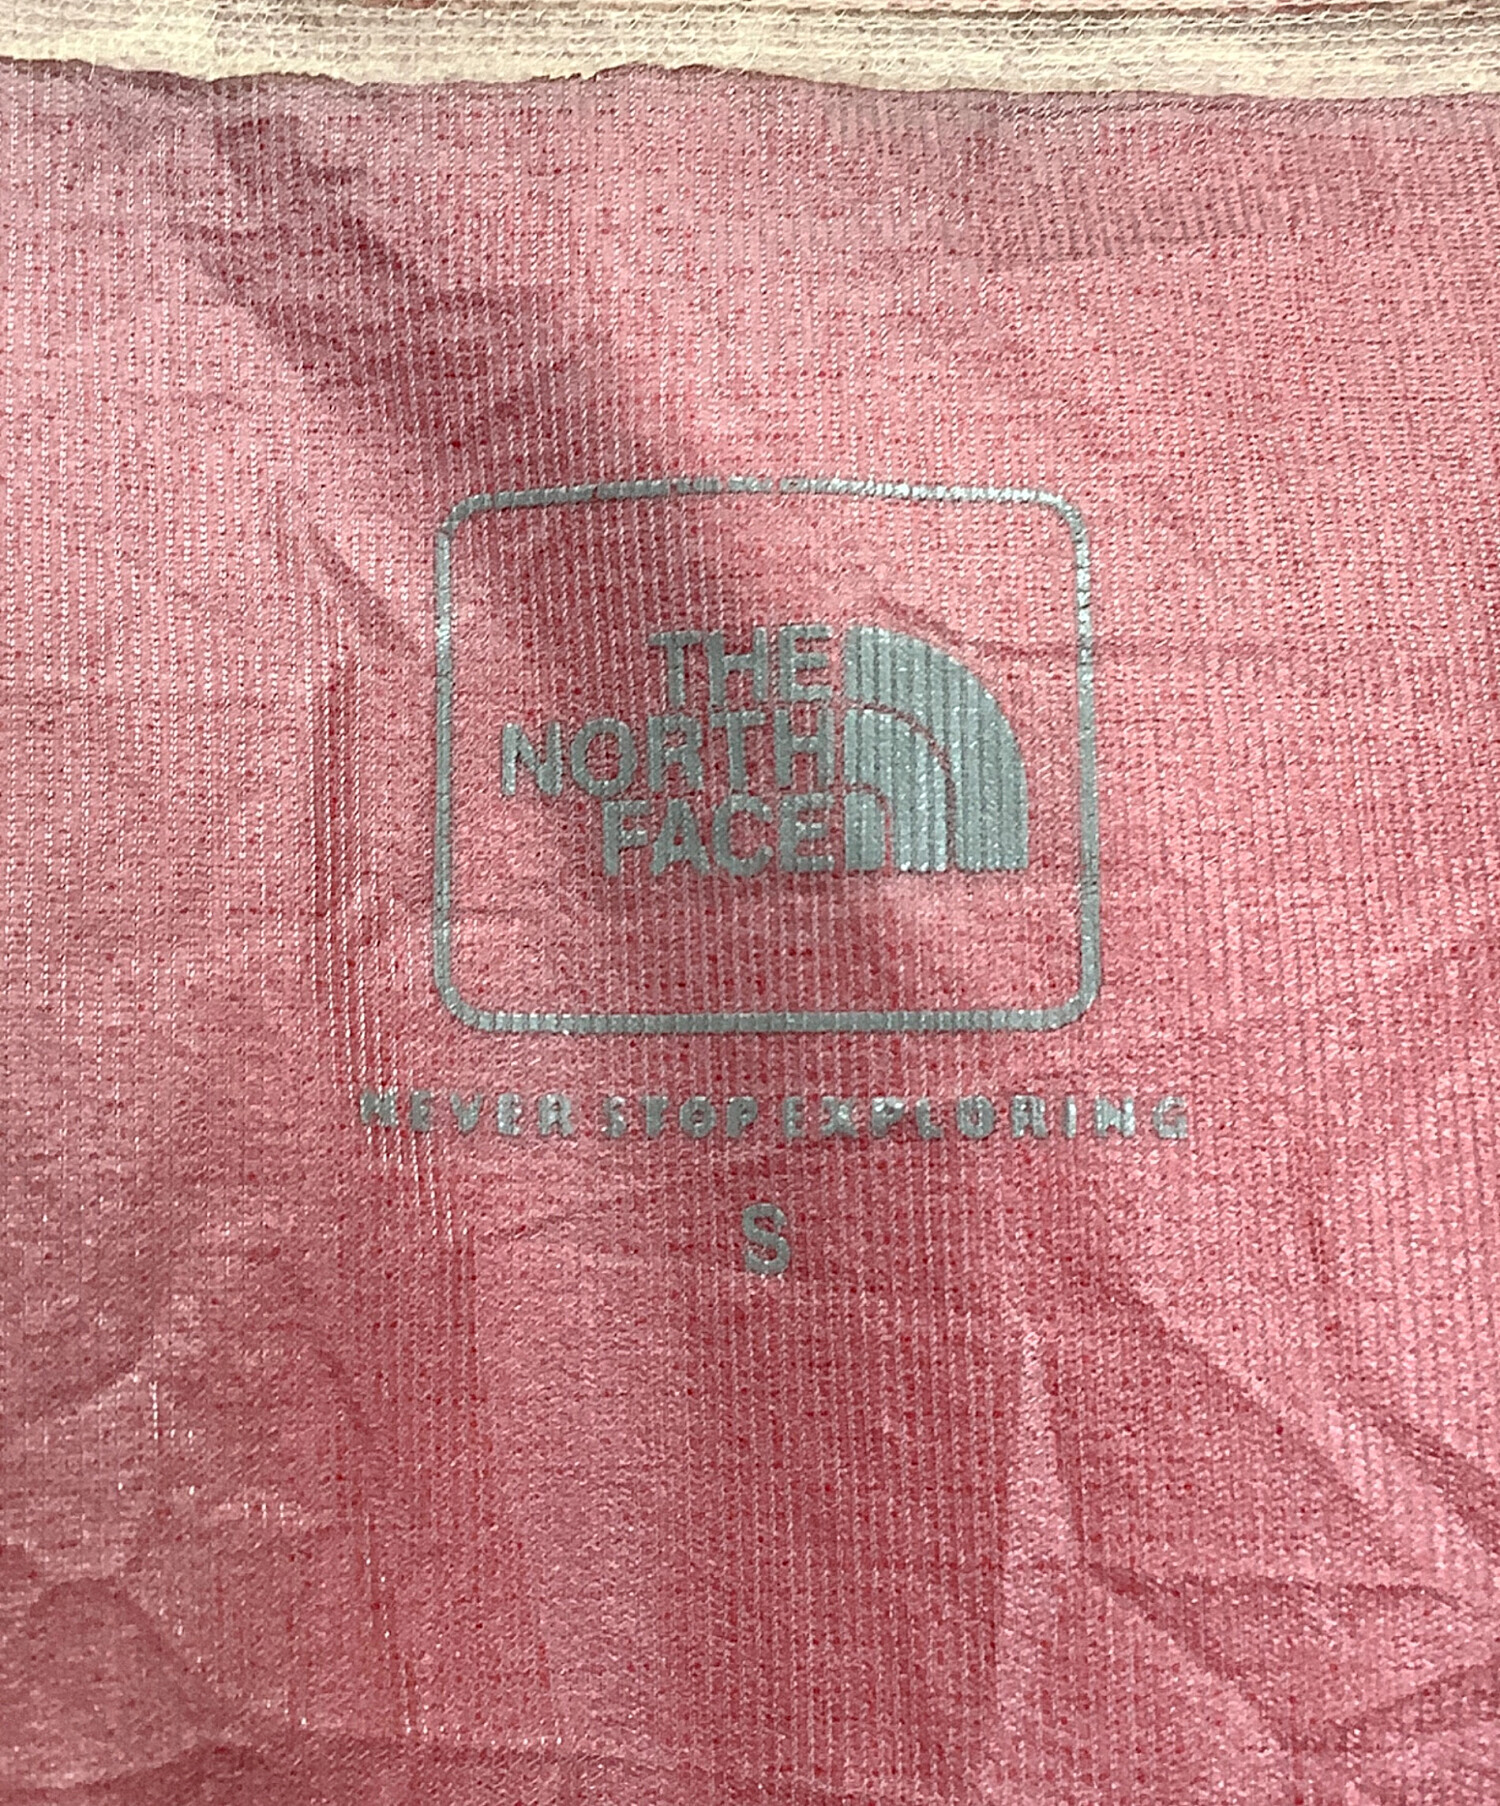 THE
NORTH
FACE
NEVER STOP EXPLORING
S